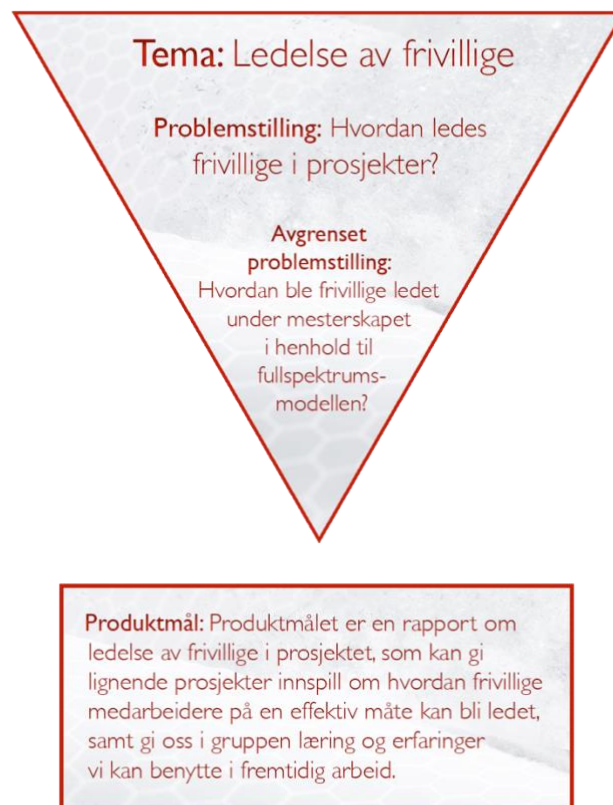 Tema: Ledelse av frivillige
Problemstilling: Hvordan ledes
frivillige i prosjekter?
Avgrenset
problemstilling:
Hvordan ble frivillige ledet
under mesterskapet
i henhold til
fullspektrums-
modellen?
Produktmål: Produktmålet er en rapport om
ledelse av frivillige i prosjektet, som kan gi
lignende prosjekter innspill om hvordan frivillige
medarbeidere på en effektiv måte kan bli ledet,
samt gi oss i gruppen læring og erfaringer
vi kan benytte i fremtidig arbeid.